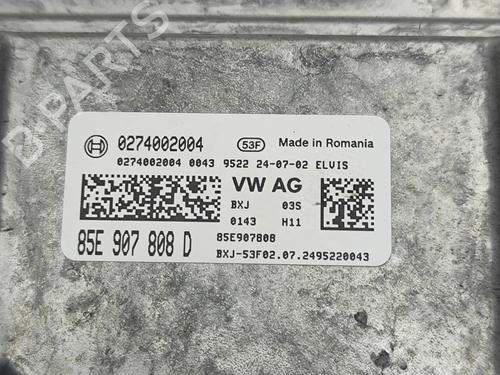 B-PARTS
0274002004 53F Made in Romania
0274002004 0043 9522 24-07-02 ELVIS
VW AG
BXJ 03S
0143 H11
85E 907 808 D
85E907808
BXJ-53F02.07.2495220043